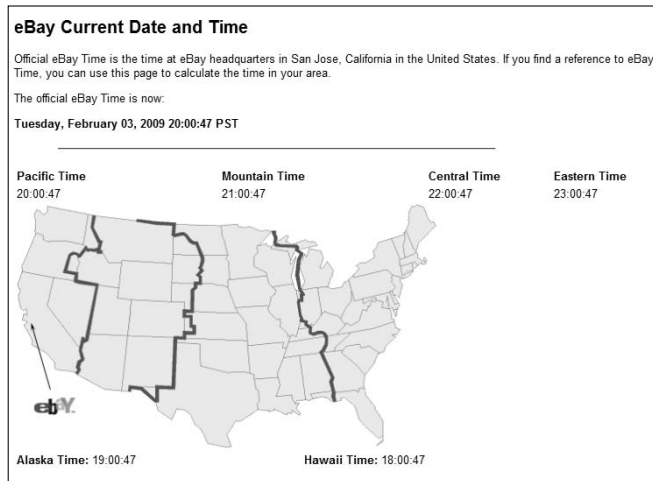 eBay Current Date and Time
Official eBay Time is the time at eBay headquarters in San Jose, California in the United States. If you find a reference to eBay
Time, you can use this page to calculate the time in your area.
The official eBay Time is now:
Tuesday, February 03, 2009 20:00:47 PST
Pacific Time Mountain Time Central Time Eastern Time
20:00:47 21:00:47 22:00:47 23:00:47
ebY
Alaska Time: 19:00:47 Hawaii Time: 18:00:47